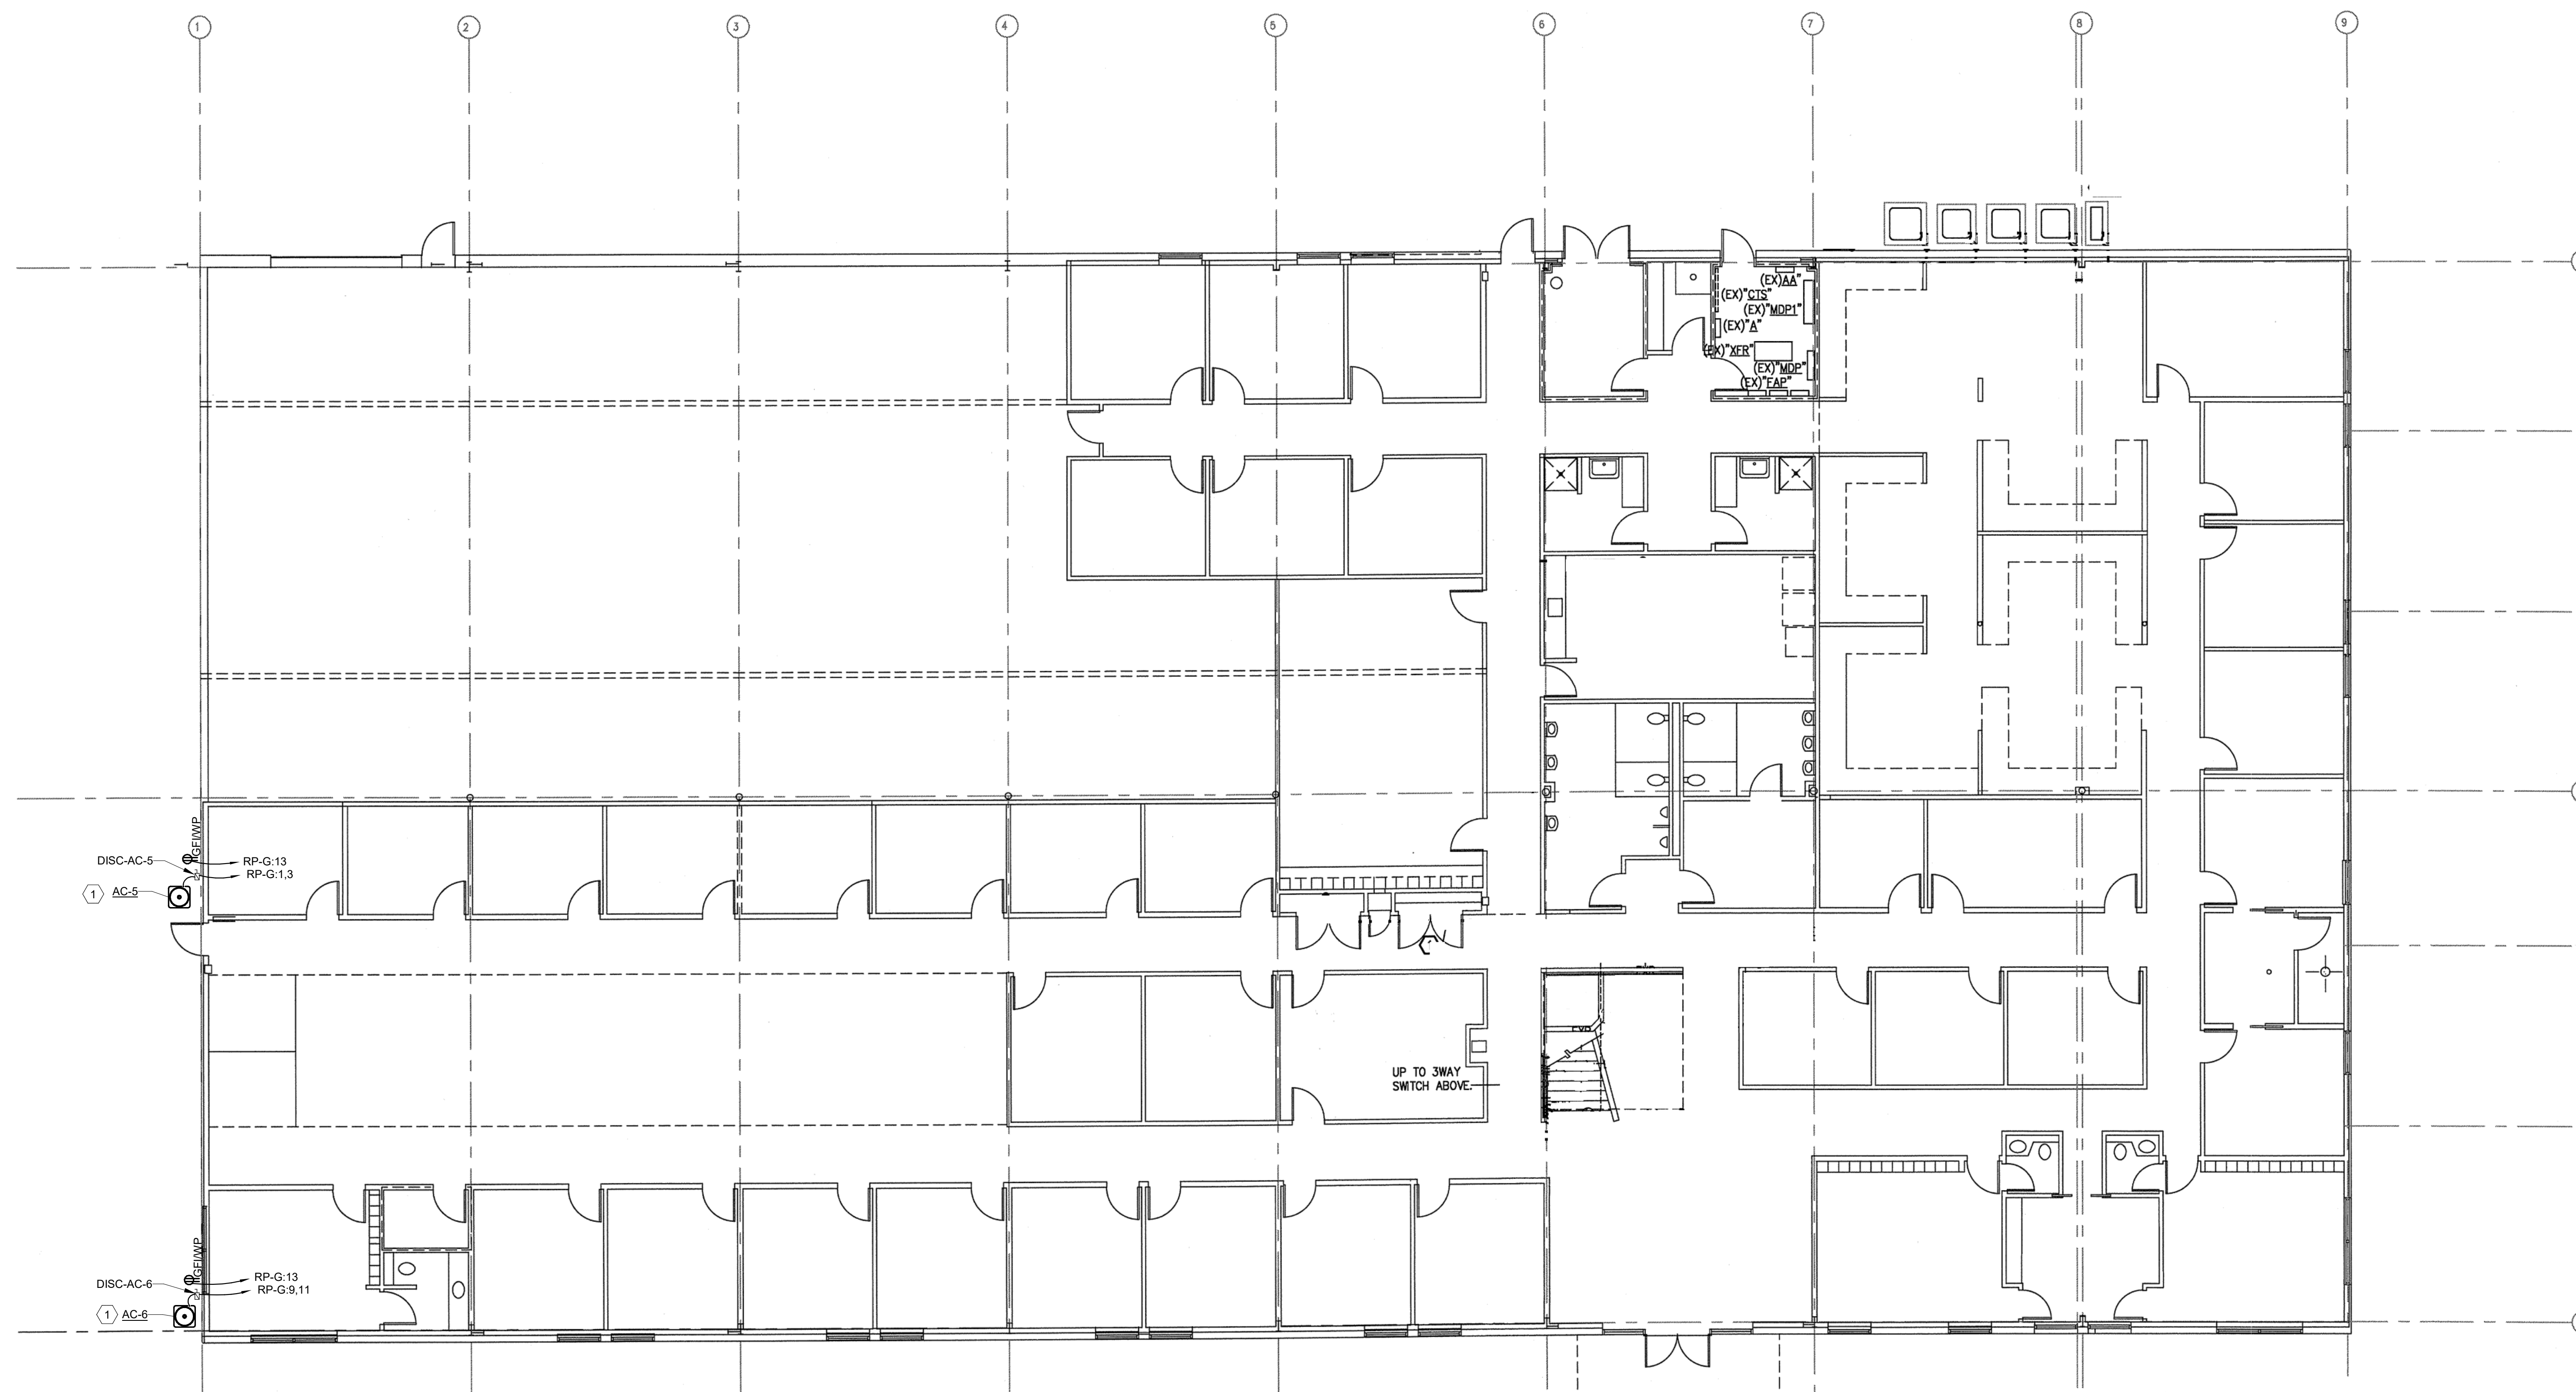 1
2
3
4
5
6
7
8
9
(EX)AA"
(EX)"CTS"
(EX)"MDP1"
(EX)"A"
(EX)"XFR"
(EX)"MDP"
(EX)"FAP"
GFI/WP
DISC-AC-5
RP-G:13
RP-G:1,3
1
AC-5
UP TO 3WAY
SWITCH ABOVE.
GFI/WP
DISC-AC-6
RP-G:13
RP-G:9,11
1
AC-6